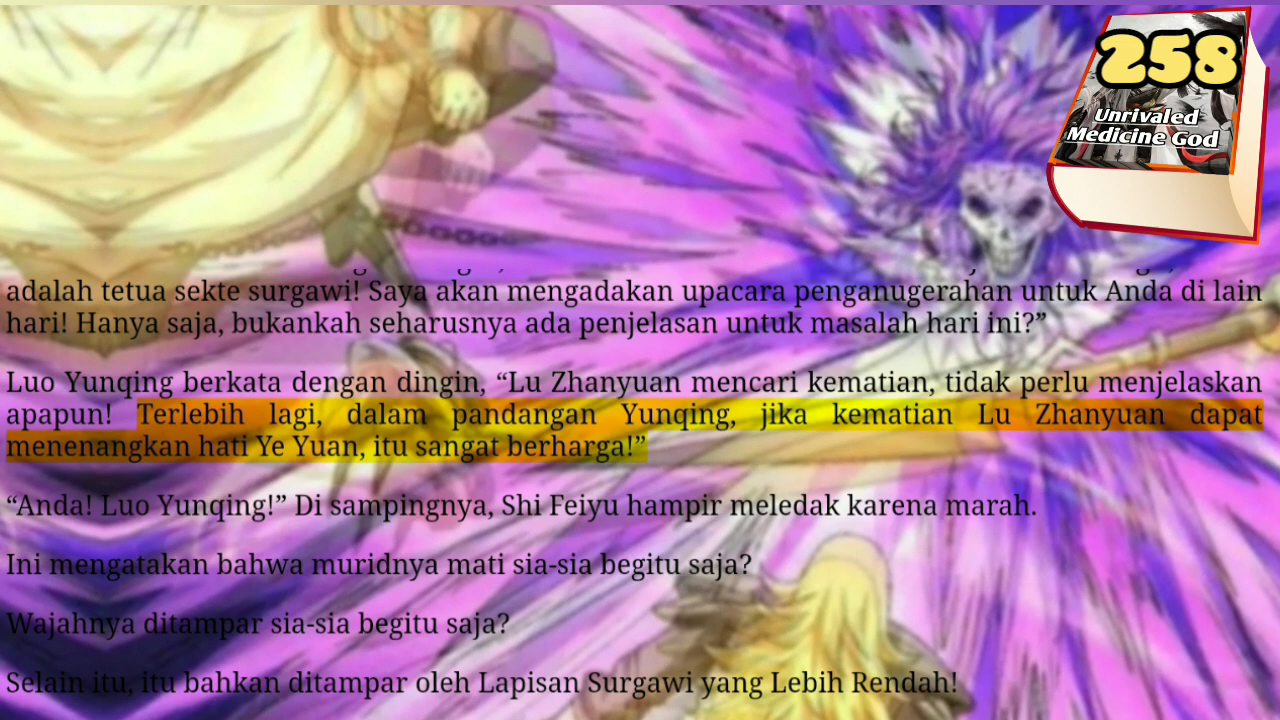 258
Unrivaled
Medicine God
adalah tetua sekte surgawi! Saya akan mengadakan upacara penganugerahan untuk Anda di lain
hari! Hanya saja, bukankah seharusnya ada penjelasan untuk masalah hari ini?”
Luo Yunqing berkata dengan dingin, “Lu Zhanyuan mencari kematian, tidak perlu menjelaskan
apapun! Terlebih lagi, dalam pandangan Yunqing, jika kematian Lu Zhanyuan dapat
menenangkan hati Ye Yuan, itu sangat berharga!”
“Anda! Luo Yunqing!” Di sampingnya, Shi Feiyu hampir meledak karena marah.
Ini mengatakan bahwa muridnya mati sia-sia begitu saja?
Wajahnya ditampar sia-sia begitu saja?
Selain itu, itu bahkan ditampar oleh Lapisan Surgawi yang Lebih Rendah!